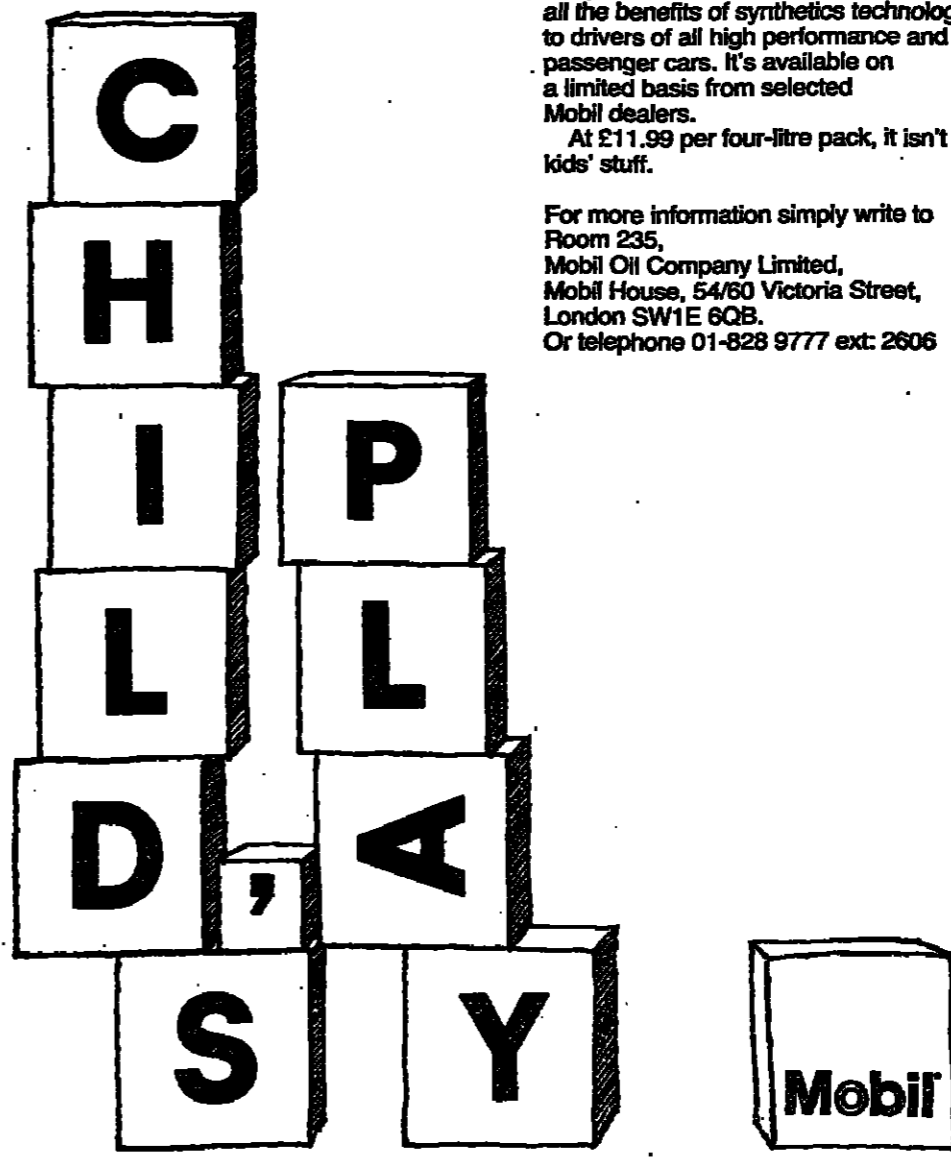 C
H
I
L
D
'
S
P
L
A
Y
all the benefits of synthetics technolog
to drivers of all high performance and
passenger cars. It's available on
a limited basis from selected
Mobil dealers.
At £11.99 per four-litre pack, it isn't
kids' stuff.
For more information simply write to
Room 235,
Mobil Oil Company Limited,
Mobil House, 54/60 Victoria Street,
London SW1E 6QB.
Or telephone 01-828 9777 ext: 2606
Mobil